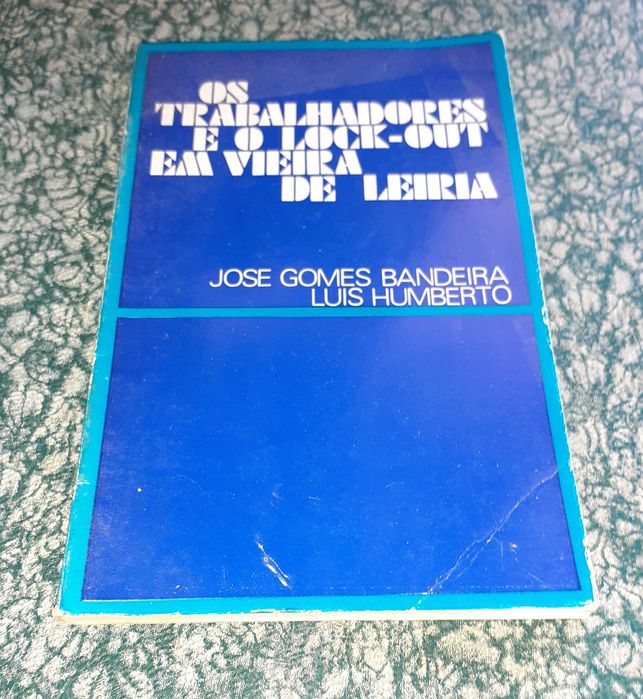 OS
TRABALHADORES
E O LOCK-OUT
EM VIEIRA
DE LEIRIA
JOSE GOMES BANDEIRA
LUIS HUMBERTO